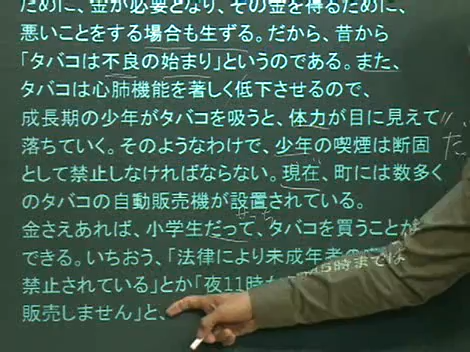 ために、金が必要となり、その金を得るために、
悪いことをする場合も生ずる。だから、昔から
「タバコは不良の始まり」というのである。また、
タバコは心肺機能を著しく低下させるので、
成長期の少年がタバコを吸うと、体力が目に見えて
落ちていく。そのようなわけで、少年の喫煙は断固
として禁止しなければならない。現在、町には数多く
のタバコの自動販売機が設置されている。
金さえあれば、小学生だって、タバコを買うことが
できる。いちおう、「法律により未成年者の
禁止されている」とか「夜11時か 5時までは
販売しません」と、